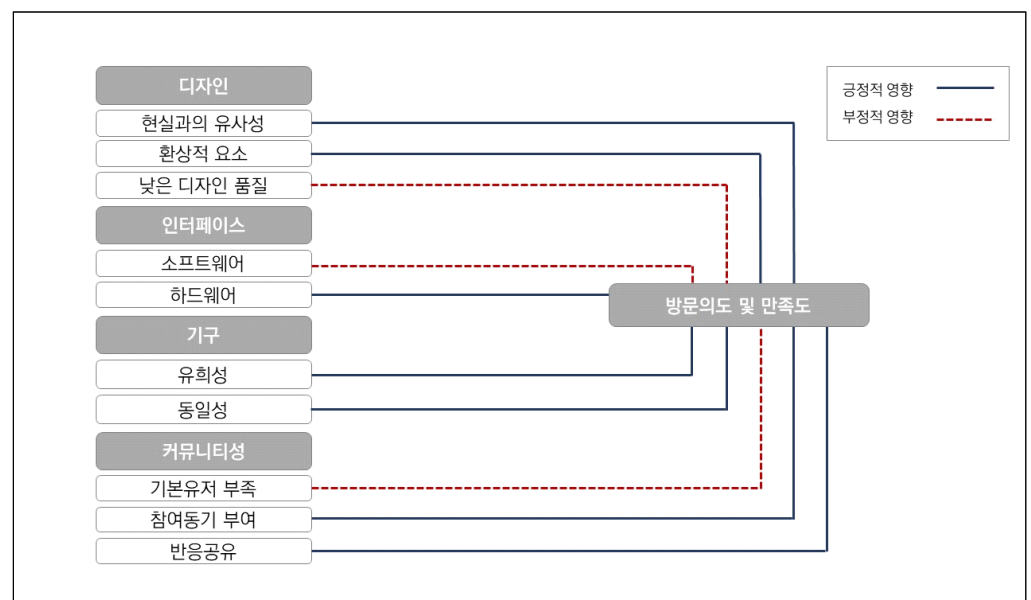 디자인
현실과의 유사성
환상적 요소
낮은 디자인 품질
인터페이스
소프트웨어
하드웨어
기구
유희성
동일성
커뮤니티성
기본유저 부족
참여동기 부여
반응공유
방문의도 및 만족도
긍정적 영향
부정적 영향